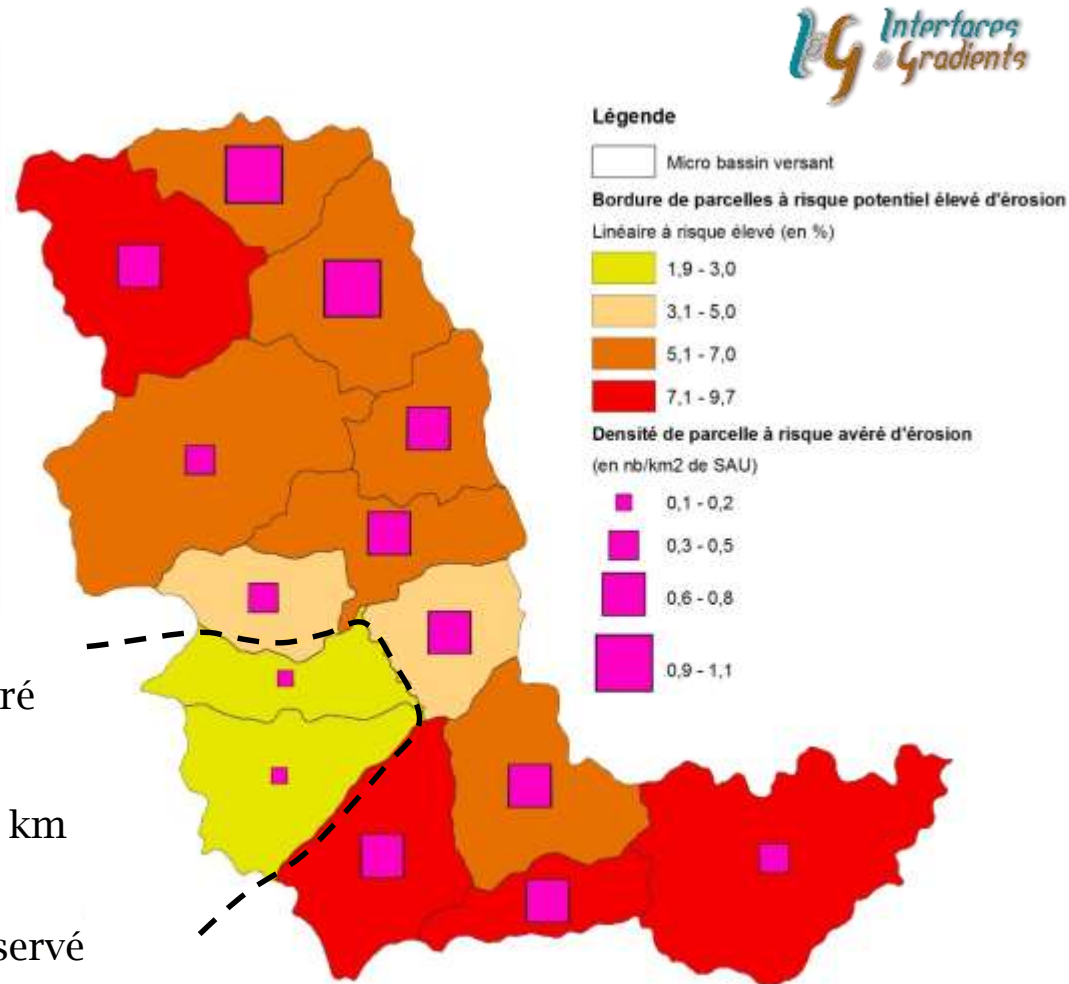 Interfaces
I&G & Gradients
Légende
Micro bassin versant
Bordure de parcelles à risque potentiel élevé d'érosion
Linéaire à risque élevé (en %)
1,9 - 3,0
3,1 - 5,0
5,1 - 7,0
7,1 - 9,7
Densité de parcelle à risque avéré d'érosion
(en nb/km2 de SAU)
0,1 - 0,2
0,3 - 0,5
0,6 - 0,8
0,9 - 1,1
ré
km
servé